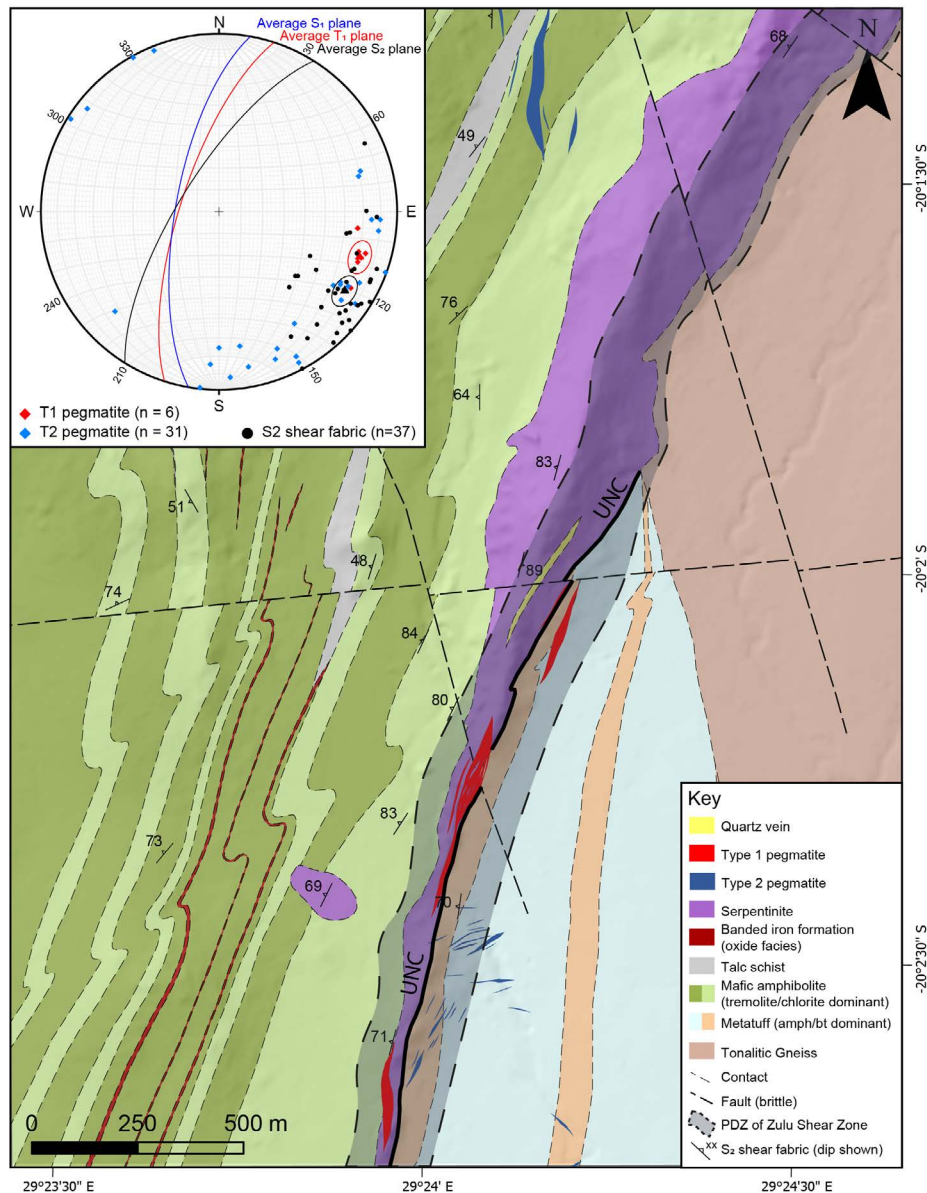 N
Average S₁ plane
Average T₁ plane
Average S₂ plane
330
30
300
60
W
E
240
120
210
150
S
T1 pegmatite (n = 6)
T2 pegmatite (n = 31)
S2 shear fabric (n=37)
N
68
49
76
64
83
UNC
51
48
89
74
84
80
83
73
69
70
UNC
71
-20°1'30" S
-20°2' S
-20°2'30" S
Key
Quartz vein
Type 1 pegmatite
Type 2 pegmatite
Serpentinite
Banded iron formation
(oxide facies)
Talc schist
Mafic amphibolite
(tremolite/chlorite dominant)
Metatuff (amph/bt dominant)
Tonalitic Gneiss
Contact
Fault (brittle)
PDZ of Zulu Shear Zone
xx S₂ shear fabric (dip shown)
0 250 500 m
29°23'30" E
29°24' E
29°24'30" E